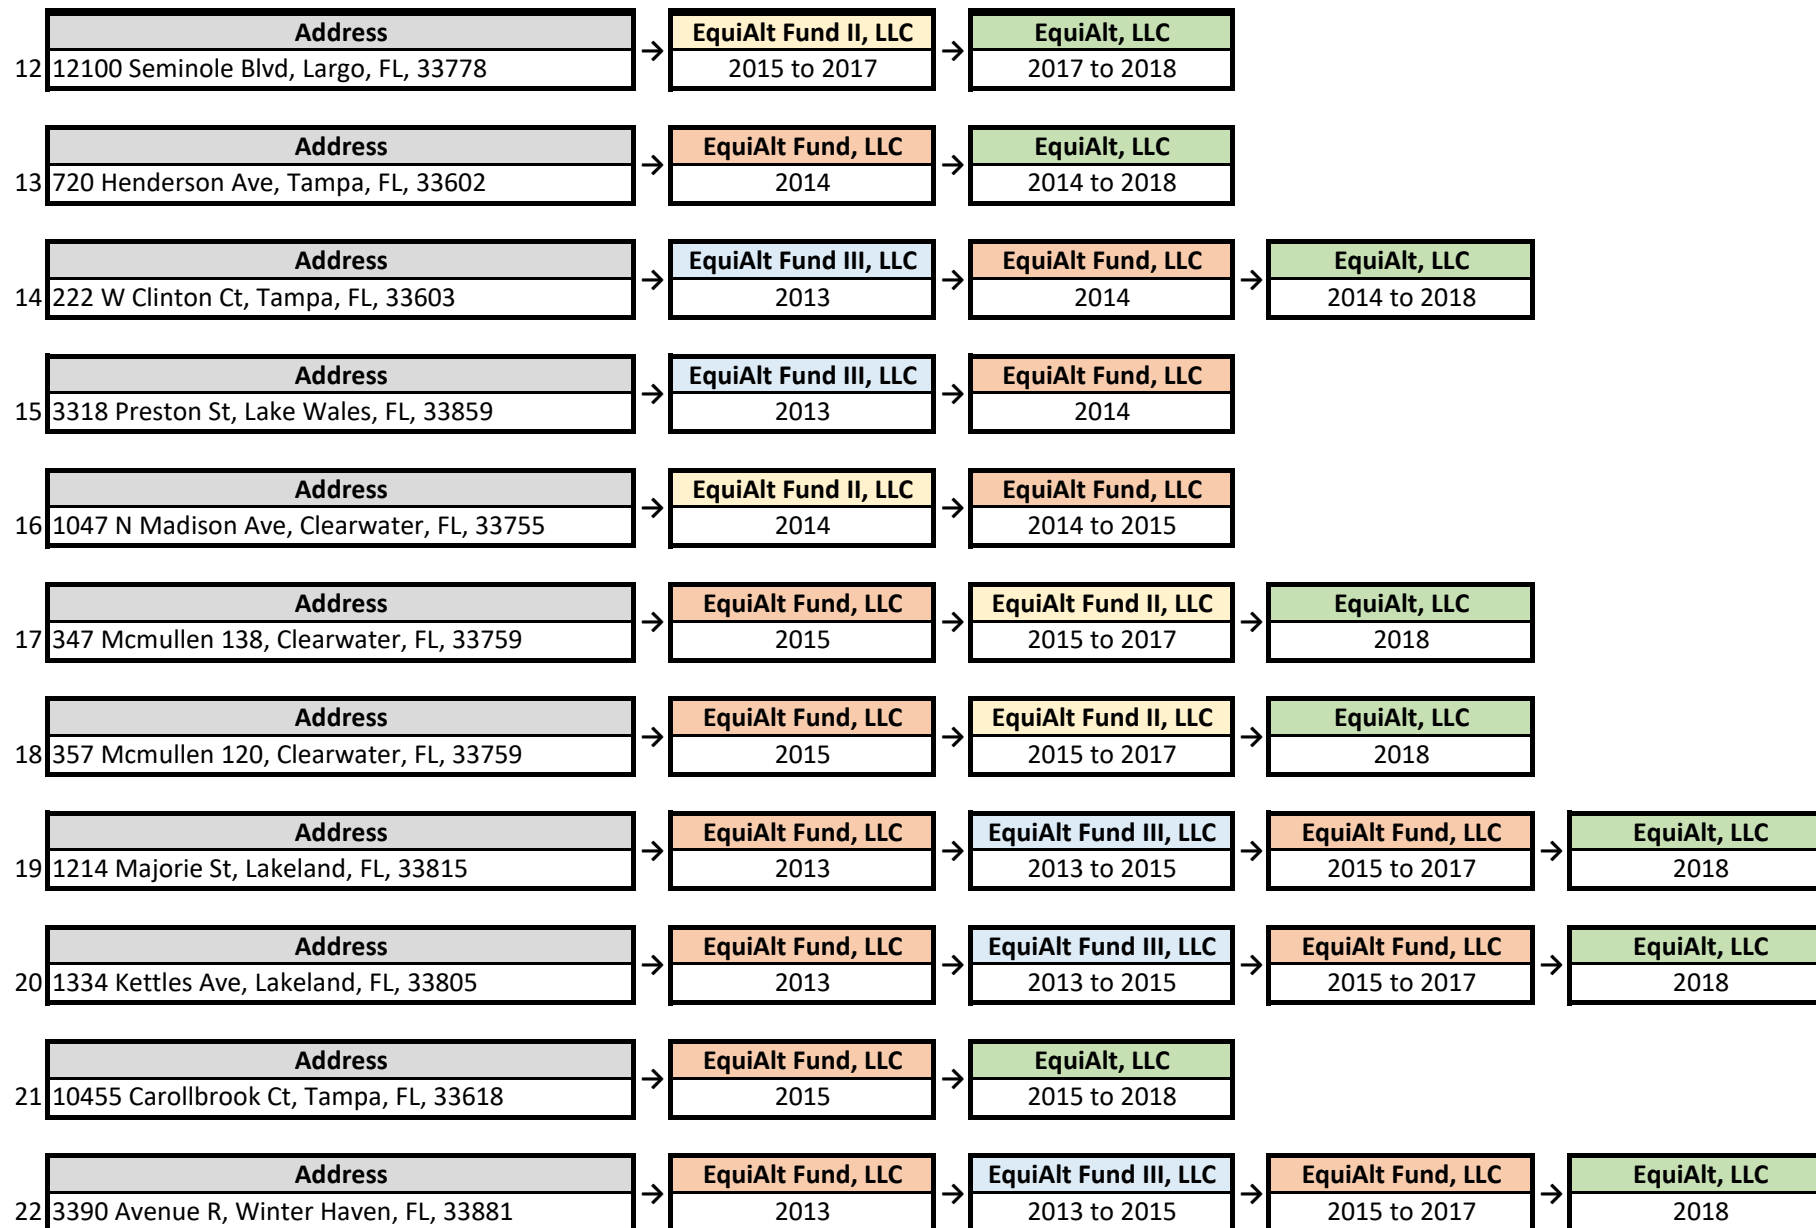 Address → EquiAlt Fund II, LLC → EquiAlt, LLC
12 12100 Seminole Blvd, Largo, FL, 33778 2015 to 2017 2017 to 2018
Address → EquiAlt Fund, LLC → EquiAlt, LLC
13 720 Henderson Ave, Tampa, FL, 33602 2014 2014 to 2018
Address → EquiAlt Fund III, LLC → EquiAlt Fund, LLC → EquiAlt, LLC
14 222 W Clinton Ct, Tampa, FL, 33603 2013 2014 2014 to 2018
Address → EquiAlt Fund III, LLC → EquiAlt Fund, LLC
15 3318 Preston St, Lake Wales, FL, 33859 2013 2014
Address → EquiAlt Fund II, LLC → EquiAlt Fund, LLC
16 1047 N Madison Ave, Clearwater, FL, 33755 2014 2014 to 2015
Address → EquiAlt Fund, LLC → EquiAlt Fund II, LLC → EquiAlt, LLC
17 347 Mcmullen 138, Clearwater, FL, 33759 2015 2015 to 2017 2018
Address → EquiAlt Fund, LLC → EquiAlt Fund II, LLC → EquiAlt, LLC
18 357 Mcmullen 120, Clearwater, FL, 33759 2015 2015 to 2017 2018
Address → EquiAlt Fund, LLC → EquiAlt Fund III, LLC → EquiAlt Fund, LLC → EquiAlt, LLC
19 1214 Majorie St, Lakeland, FL, 33815 2013 2013 to 2015 2015 to 2017 2018
Address → EquiAlt Fund, LLC → EquiAlt Fund III, LLC → EquiAlt Fund, LLC → EquiAlt, LLC
20 1334 Kettles Ave, Lakeland, FL, 33805 2013 2013 to 2015 2015 to 2017 2018
Address → EquiAlt Fund, LLC → EquiAlt, LLC
21 10455 Carollbrook Ct, Tampa, FL, 33618 2015 2015 to 2018
Address → EquiAlt Fund, LLC → EquiAlt Fund III, LLC → EquiAlt Fund, LLC → EquiAlt, LLC
22 3390 Avenue R, Winter Haven, FL, 33881 2013 2013 to 2015 2015 to 2017 2018